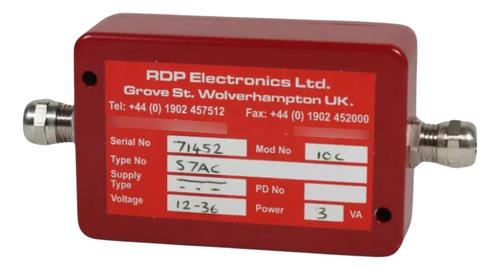 RDP Electronics Ltd.
Grove St. Wolverhampton UK.
Tel: +44 (0) 1902 457512 Fax: +44 (0) 1902 452000
Serial No 71452 Mod No 10C
Type No S7AC
Supply Type PD No
Voltage 12-36 Power 3 VA